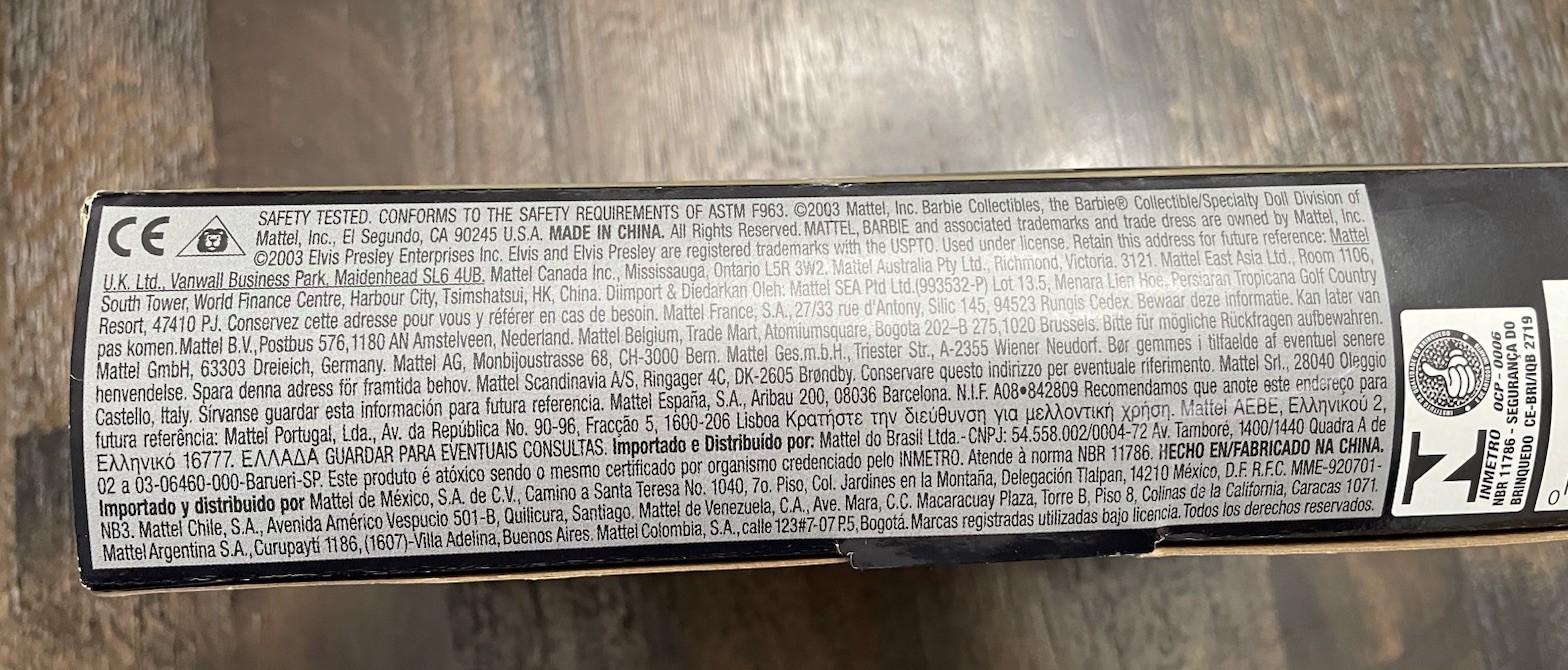 CE
SAFETY TESTED. CONFORMS TO THE SAFETY REQUIREMENTS OF ASTM F963. ©2003 Mattel, Inc. Barbie Collectibles, the Barbie® Collectible/Specialty Doll Division of
Mattel, Inc., El Segundo, CA 90245 U.S.A. MADE IN CHINA. All Rights Reserved. MATTEL, BARBIE and associated trademarks and trade dress are owned by Mattel, Inc.
©2003 Elvis Presley Enterprises Inc. Elvis and Elvis Presley are registered trademarks with the USPTO. Used under license. Retain this address for future reference: Mattel
U.K. Ltd., Vanwall Business Park, Maidenhead SL6 4UB. Mattel Canada Inc., Mississauga, Ontario L5R 3W2. Mattel Australia Pty Ltd., Richmond, Victoria. 3121. Mattel East Asia Ltd., Room 1106,
South Tower, World Finance Centre, Harbour City, Tsimshatsui, HK, China. Diimport & Diedarkan Oleh: Mattel SEA Ptd Ltd.(993532-P) Lot 13.5, Menara Lien Hoe, Persiaran Tropicana Golf Country
Resort, 47410 PJ. Conservez cette adresse pour vous y référer en cas de besoin. Mattel France, S.A., 27/33 rue d'Antony, Silic 145, 94523 Rungis Cedex. Bewaar deze informatie. Kan later van
pas komen. Mattel B.V., Postbus 576, 1180 AN Amstelveen, Nederland. Mattel Belgium, Trade Mart, Atomiumsquare, Bogota 202-B 275, 1020 Brussels. Bitte für mögliche Rückfragen aufbewahren.
Mattel GmbH, 63303 Dreieich, Germany. Mattel AG, Monbijoustrasse 68, CH-3000 Bern. Mattel Ges.m.b.H., Triester Str., A-2355 Wiener Neudorf. Bør gemmes i tilfaelde af eventuel senere
henvendelse. Spara denna adress för framtida behov. Mattel Scandinavia A/S, Ringager 4C, DK-2605 Brøndby. Conservare questo indirizzo per eventuale riferimento. Mattel Srl., 28040 Oleggio
Castello, Italy. Sírvanse guardar esta información para futura referencia. Mattel España, S.A., Aribau 200, 08036 Barcelona. N.I.F. A08•842809 Recomendamos que anote este endereço para
futura referência: Mattel Portugal, Lda., Av. da República No. 90-96, Fracção 5, 1600-206 Lisboa Κρατήστε την διεύθυνση για μελλοντική χρήση. Mattel AEBE, Ελληνικού 2,
Ελληνικό 16777. ΕΛΛΑΔΑ GUARDAR PARA EVENTUAIS CONSULTAS. Importado e Distribuído por: Mattel do Brasil Ltda.- CNPJ: 54.558.002/0004-72 Av. Tamboré, 1400/1440 Quadra A de
02 a 03-06460-000-Barueri-SP. Este produto é atóxico sendo o mesmo certificado por organismo credenciado pelo INMETRO. Atende à norma NBR 11786. HECHO EN/FABRICADO NA CHINA.
Importado y distribuido por Mattel de México, S.A. de C.V., Camino a Santa Teresa No. 1040, 7o. Piso, Col. Jardines en la Montaña, Delegación Tlalpan, 14210 México, D.F. R.F.C. MME-920701-
NB3. Mattel Chile, S.A., Avenida Américo Vespucio 501-B, Quilicura, Santiago. Mattel de Venezuela, C.A., Ave. Mara, C.C. Macaracuay Plaza, Torre B, Piso 8, Colinas de la California, Caracas 1071.
Mattel Argentina S.A., Curupaytí 1186, (1607)-Villa Adelina, Buenos Aires. Mattel Colombia, S.A., calle 123#7-07 P.5, Bogotá. Marcas registradas utilizadas bajo licencia. Todos los derechos reservados.
INMETRO OCP - 0006
NBR 11786 - SEGURANÇA DO
BRINQUEDO CE-BRI/IQB 2719